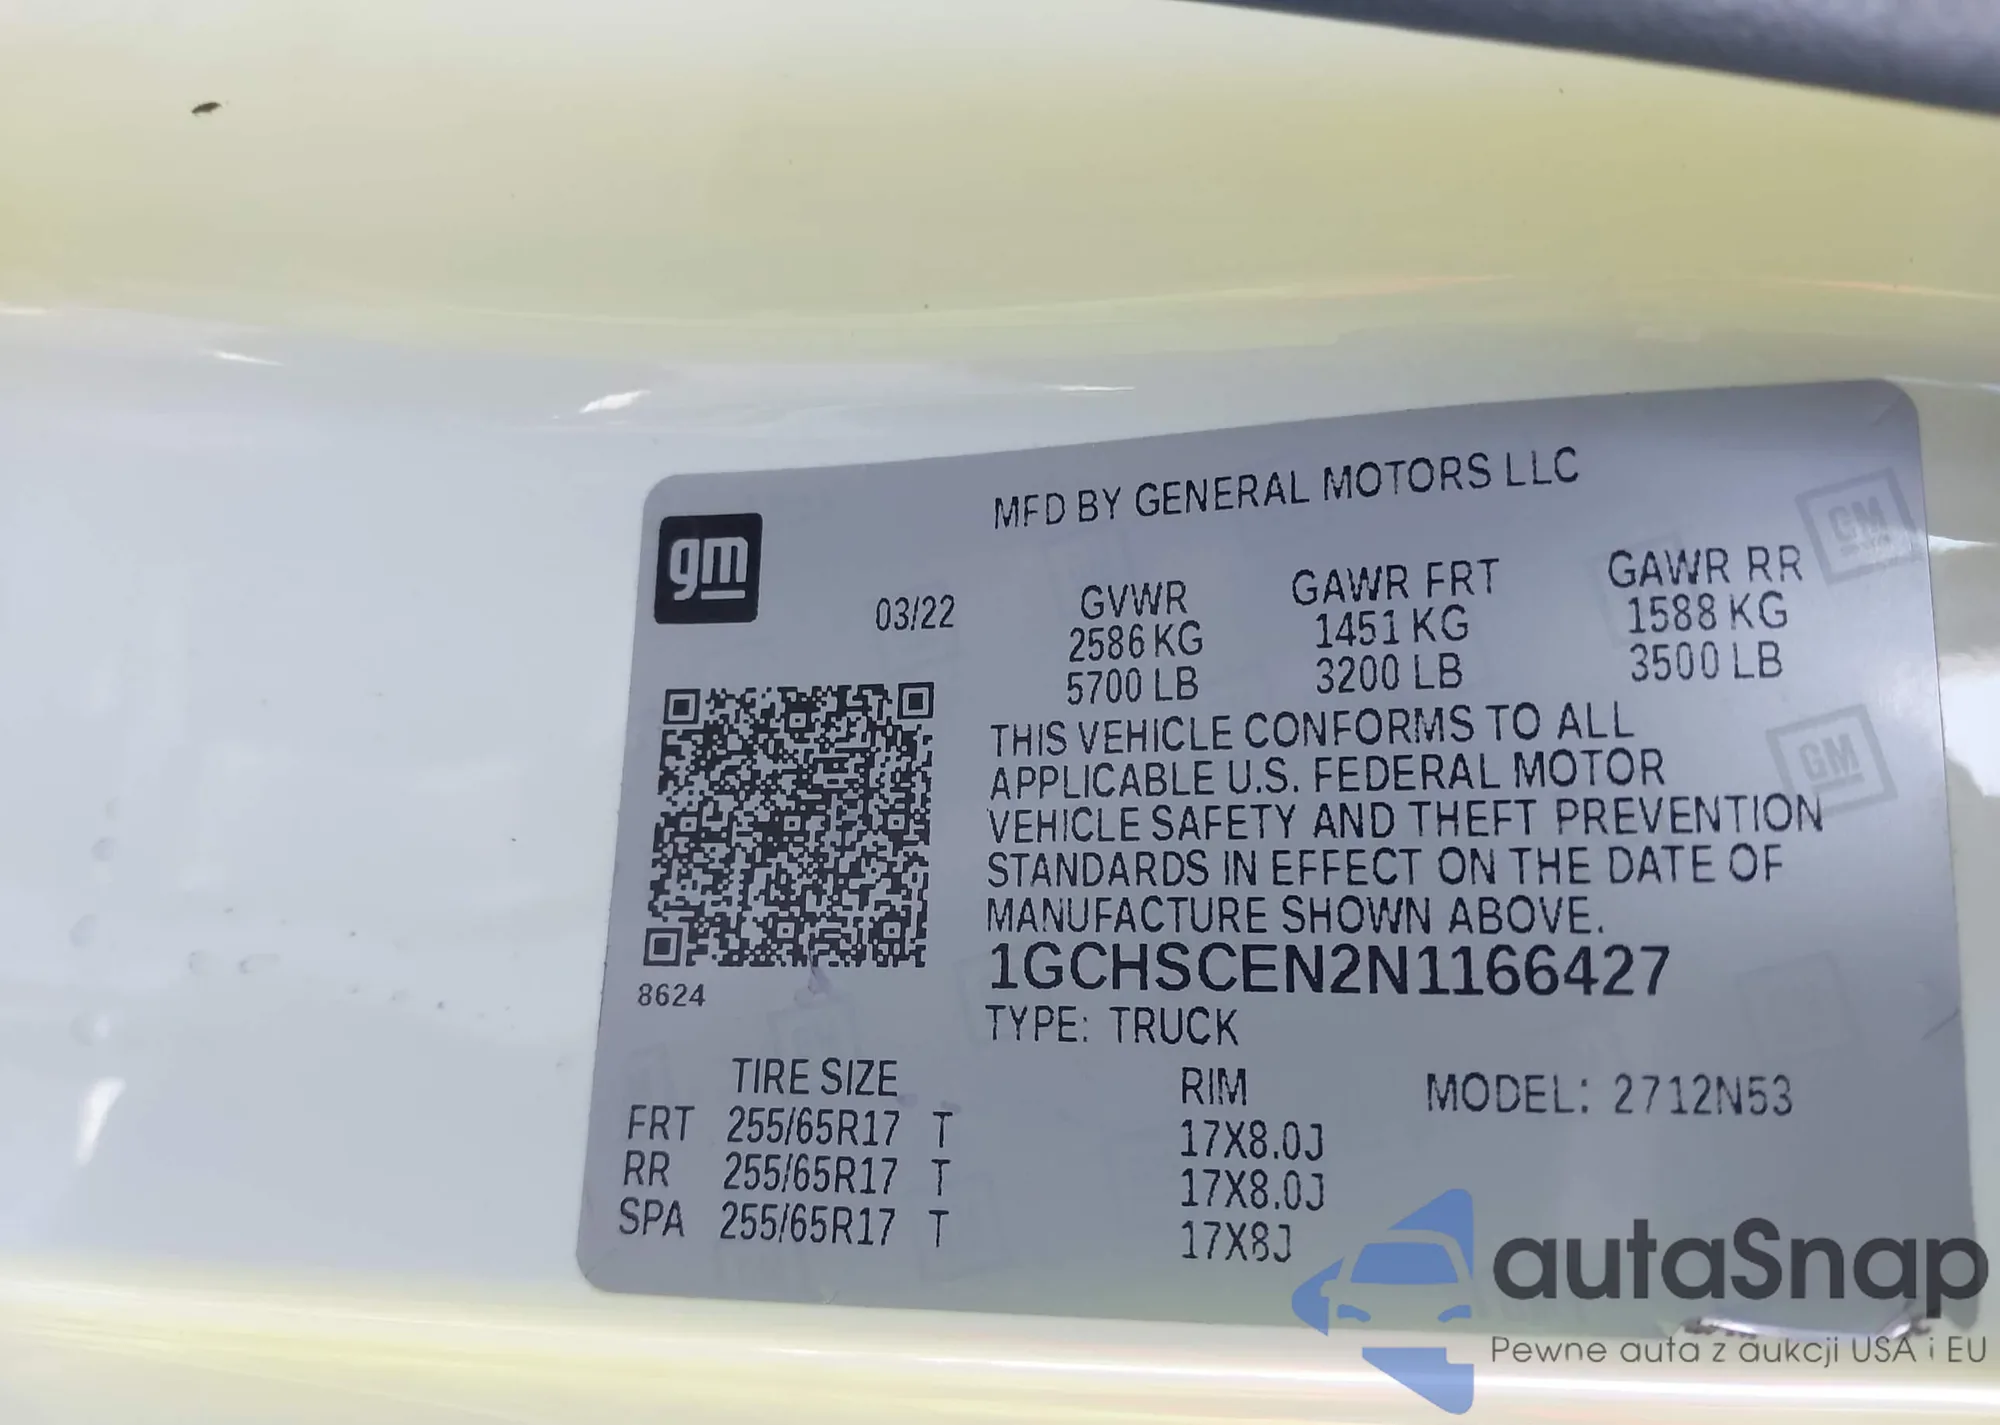 MFD BY GENERAL MOTORS LLC
gm
03/22
GVWR GAWR FRT GAWR RR
2586 KG 1451 KG 1588 KG
5700 LB 3200 LB 3500 LB
THIS VEHICLE CONFORMS TO ALL
APPLICABLE U.S. FEDERAL MOTOR
VEHICLE SAFETY AND THEFT PREVENTION
STANDARDS IN EFFECT ON THE DATE OF
MANUFACTURE SHOWN ABOVE.
1GCHSCEN2N1166427
8624
TYPE: TRUCK
TIRE SIZE RIM MODEL: 2712N53
FRT 255/65R17 T 17X8.0J
RR 255/65R17 T 17X8.0J
SPA 255/65R17 T 17X8J
GM
GM
autaSnap
Pewne auta z aukcji USA i EU